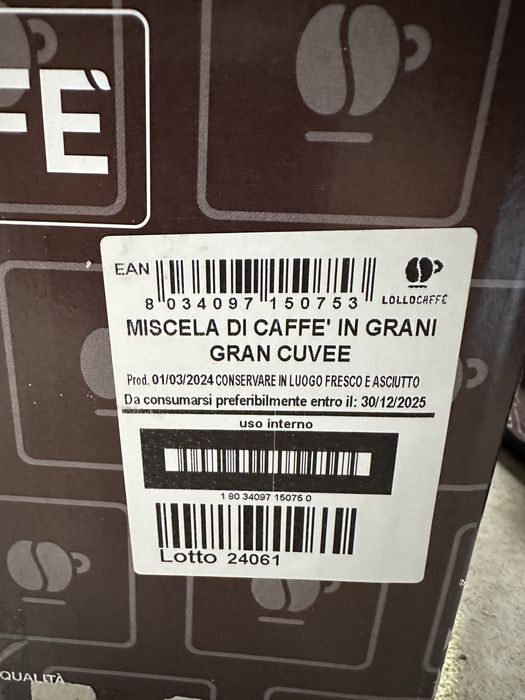 FÈ
EAN
8 034097 150753
LOLLOCAFFÈ
MISCELA DI CAFFE' IN GRANI
GRAN CUVEE
Prod. 01/03/2024 CONSERVARE IN LUOGO FRESCO E ASCIUTTO
Da consumarsi preferibilmente entro il: 30/12/2025
uso interno
1 80 34097 15075 0
Lotto 24061
QUALITÀ